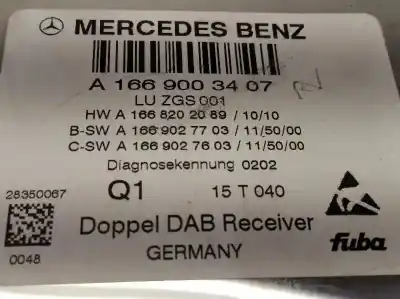 MERCEDES BENZ
A 166 900 34 07
LU ZGS 001
HW A 166 820 20 89 / 10/10
B-SW A 166 902 77 03 / 11/50/00
C-SW A 166 902 76 03 / 11/50/00
Diagnosekennung 0202
28350067
Q1
15 T 040
Doppel DAB Receiver
0048
GERMANY
fuba